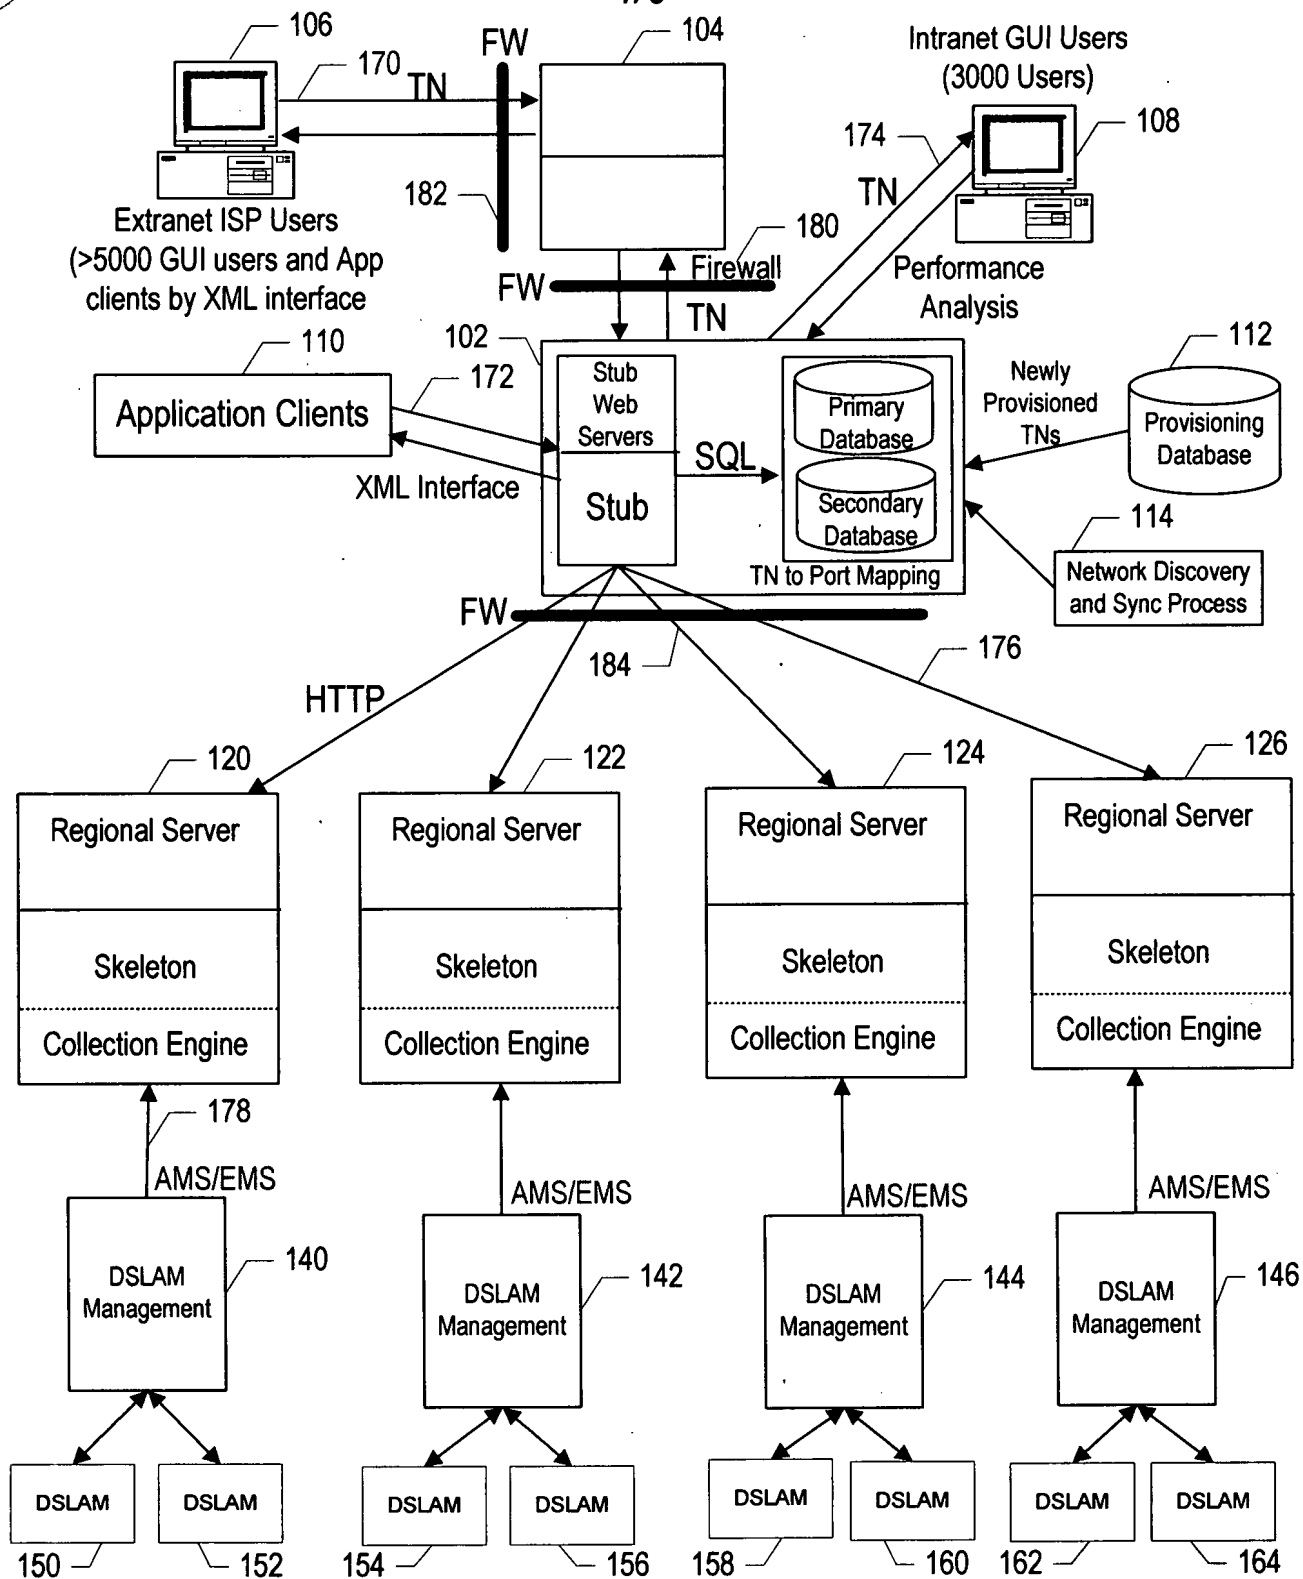 106
FW
104
Intranet GUI Users
(3000 Users)
170
TN
108
174
TN
182
Extranet ISP Users
(>5000 GUI users and App
clients by XML interface
180
Firewall
FW
TN
Performance
Analysis
110
102
112
172
Application Clients
Stub
Web
Servers
Primary
Database
Newly
Provisioned
TNs
Provisioning
Database
SQL
XML Interface
Stub
Secondary
Database
114
TN to Port Mapping
Network Discovery
and Sync Process
FW
184
176
HTTP
120
122
124
126
Regional Server
Regional Server
Regional Server
Regional Server
Skeleton
Skeleton
Skeleton
Skeleton
Collection Engine
Collection Engine
Collection Engine
Collection Engine
178
AMS/EMS
AMS/EMS
AMS/EMS
AMS/EMS
140
142
144
146
DSLAM
Management
DSLAM
Management
DSLAM
Management
DSLAM
Management
DSLAM
DSLAM
DSLAM
DSLAM
DSLAM
DSLAM
DSLAM
DSLAM
150
152
154
156
158
160
162
164